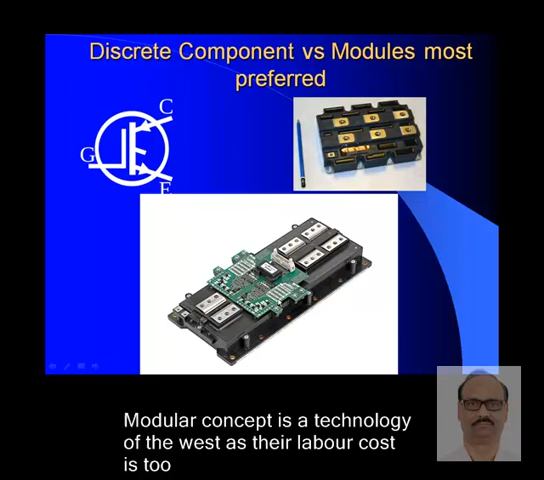 Discrete Component vs Modules most
preferred
C
G
E
Modular concept is a technology
of the west as their labour cost
is too